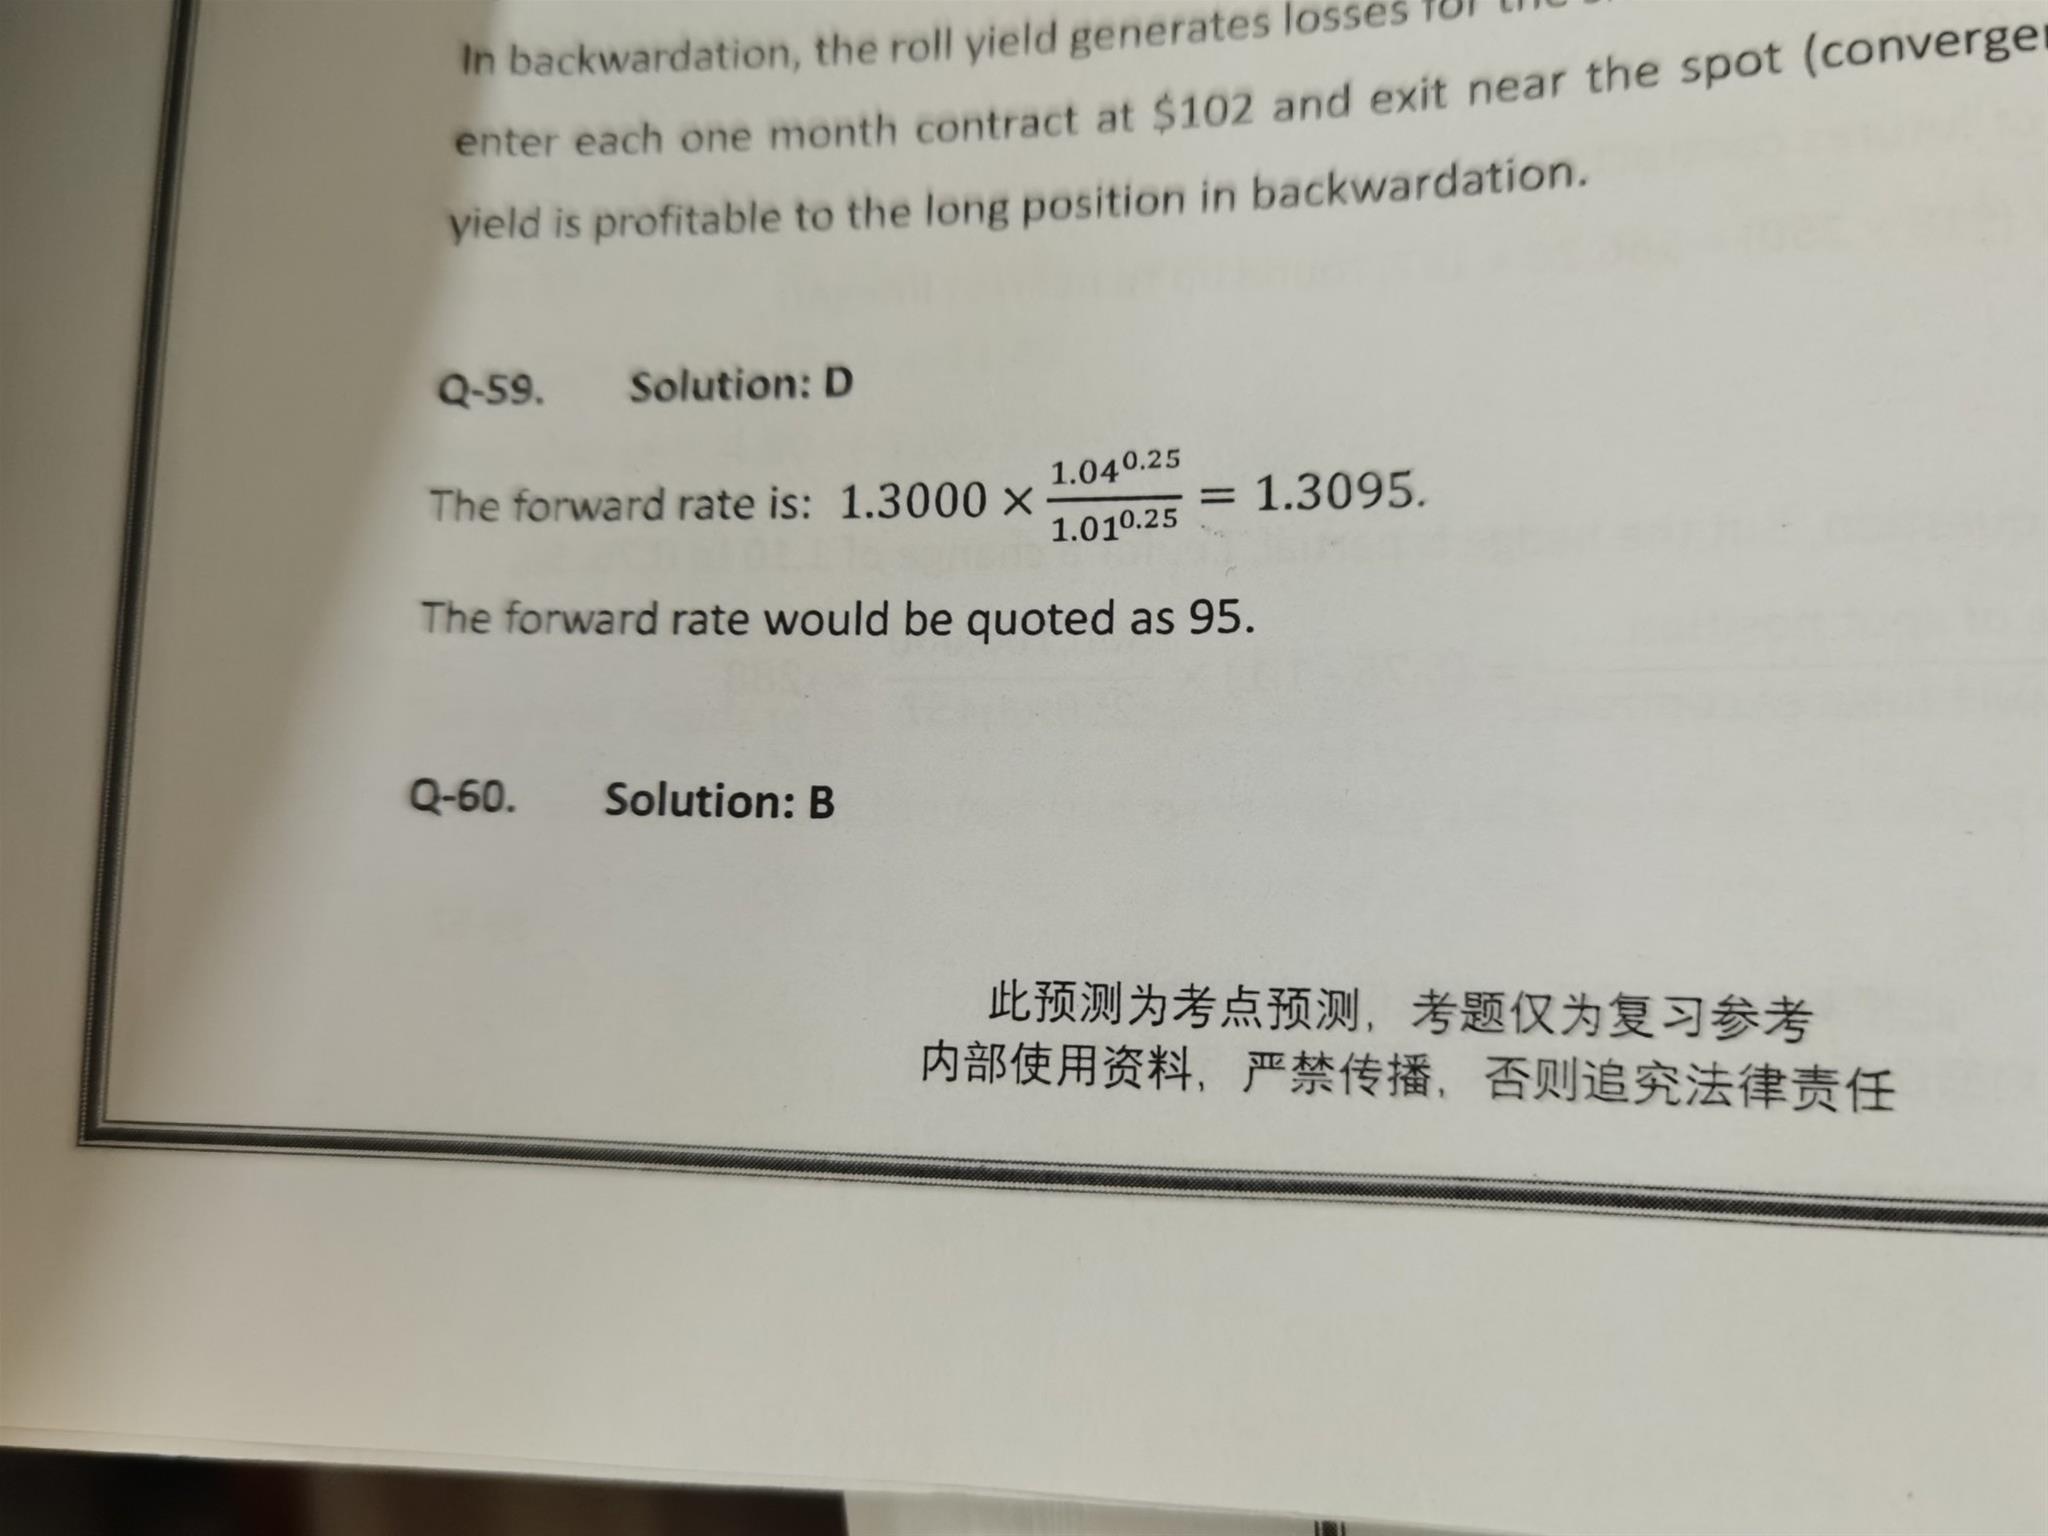 In backwardation, the roll yield generates losses for the
enter each one month contract at $102 and exit near the spot
yield is profitable to the long position in backwardation.
Q-59. Solution: D
The forward rate is: 1.3000 × 1.04^0.25 / 1.01^0.25 = 1.3095.
The forward rate would be quoted as 95.
Q-60. Solution: B
此预测为考点预测，考题仅为复习参考
内部使用资料，严禁传播，否则追究法律责任